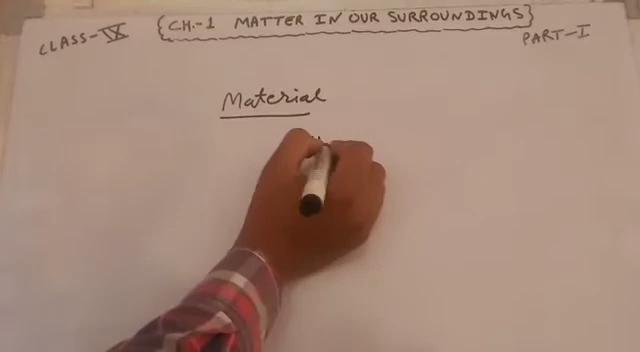 CLASS-IX {CH.-1 MATTER IN OUR SURROUNDINGS}
PART-I
Material